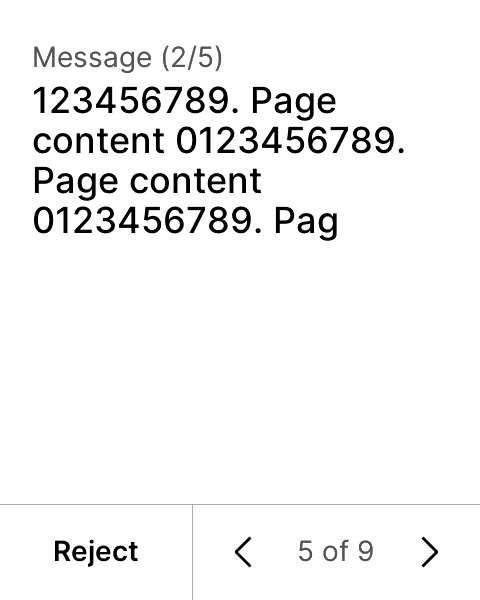 Message (2/5)
123456789. Page
content 0123456789.
Page content
0123456789. Pag
Reject
5 of 9